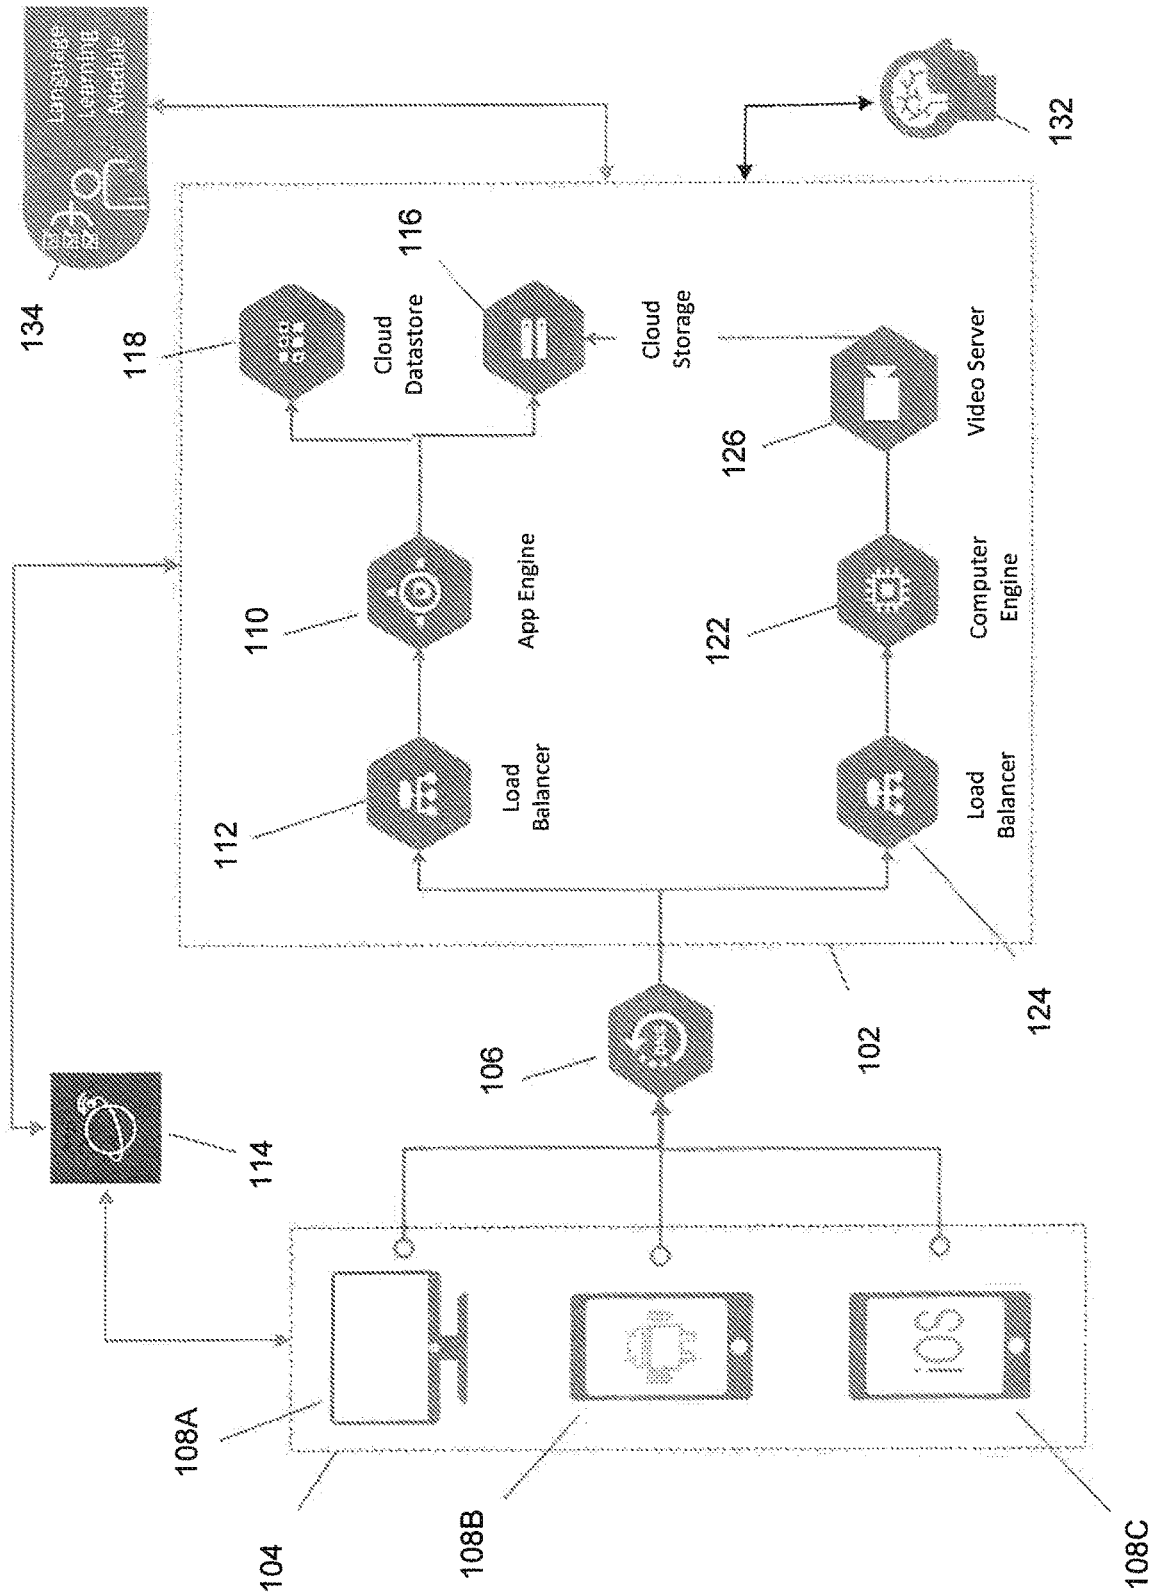 134
Language
Learning
Module
114
118
Cloud
Datastore
116
Cloud
Storage
110
App Engine
112
Load
Balancer
132
126
Video Server
122
Computer
Engine
124
Load
Balancer
102
106
DNS
108A
104
108B
108C
iOS